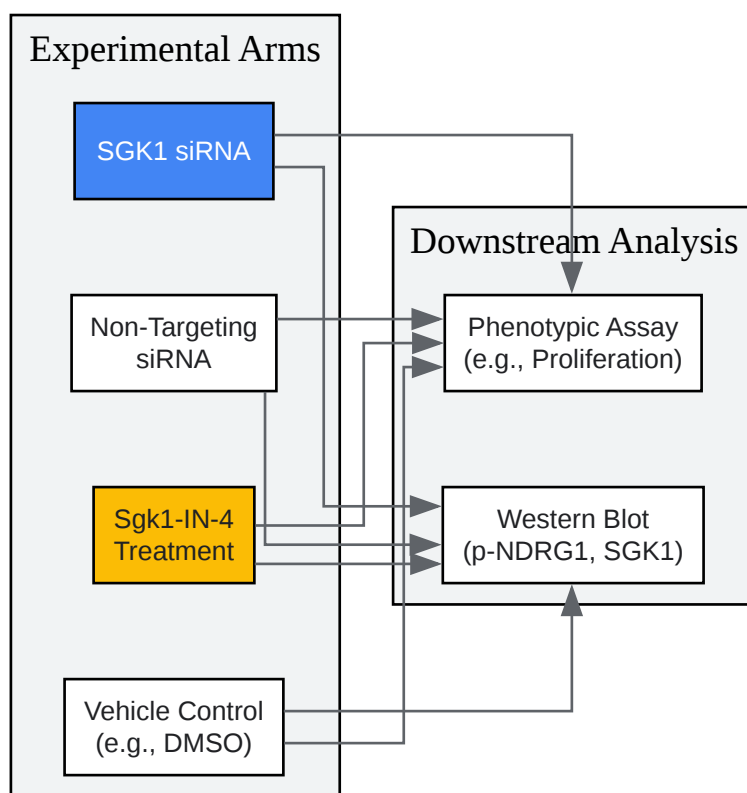 Experimental Arms
SGK1 siRNA
Non-Targeting
siRNA
Sgk1-IN-4
Treatment
Vehicle Control
(e.g., DMSO)
Downstream Analysis
Phenotypic Assay
(e.g., Proliferation)
Western Blot
(p-NDRG1, SGK1)